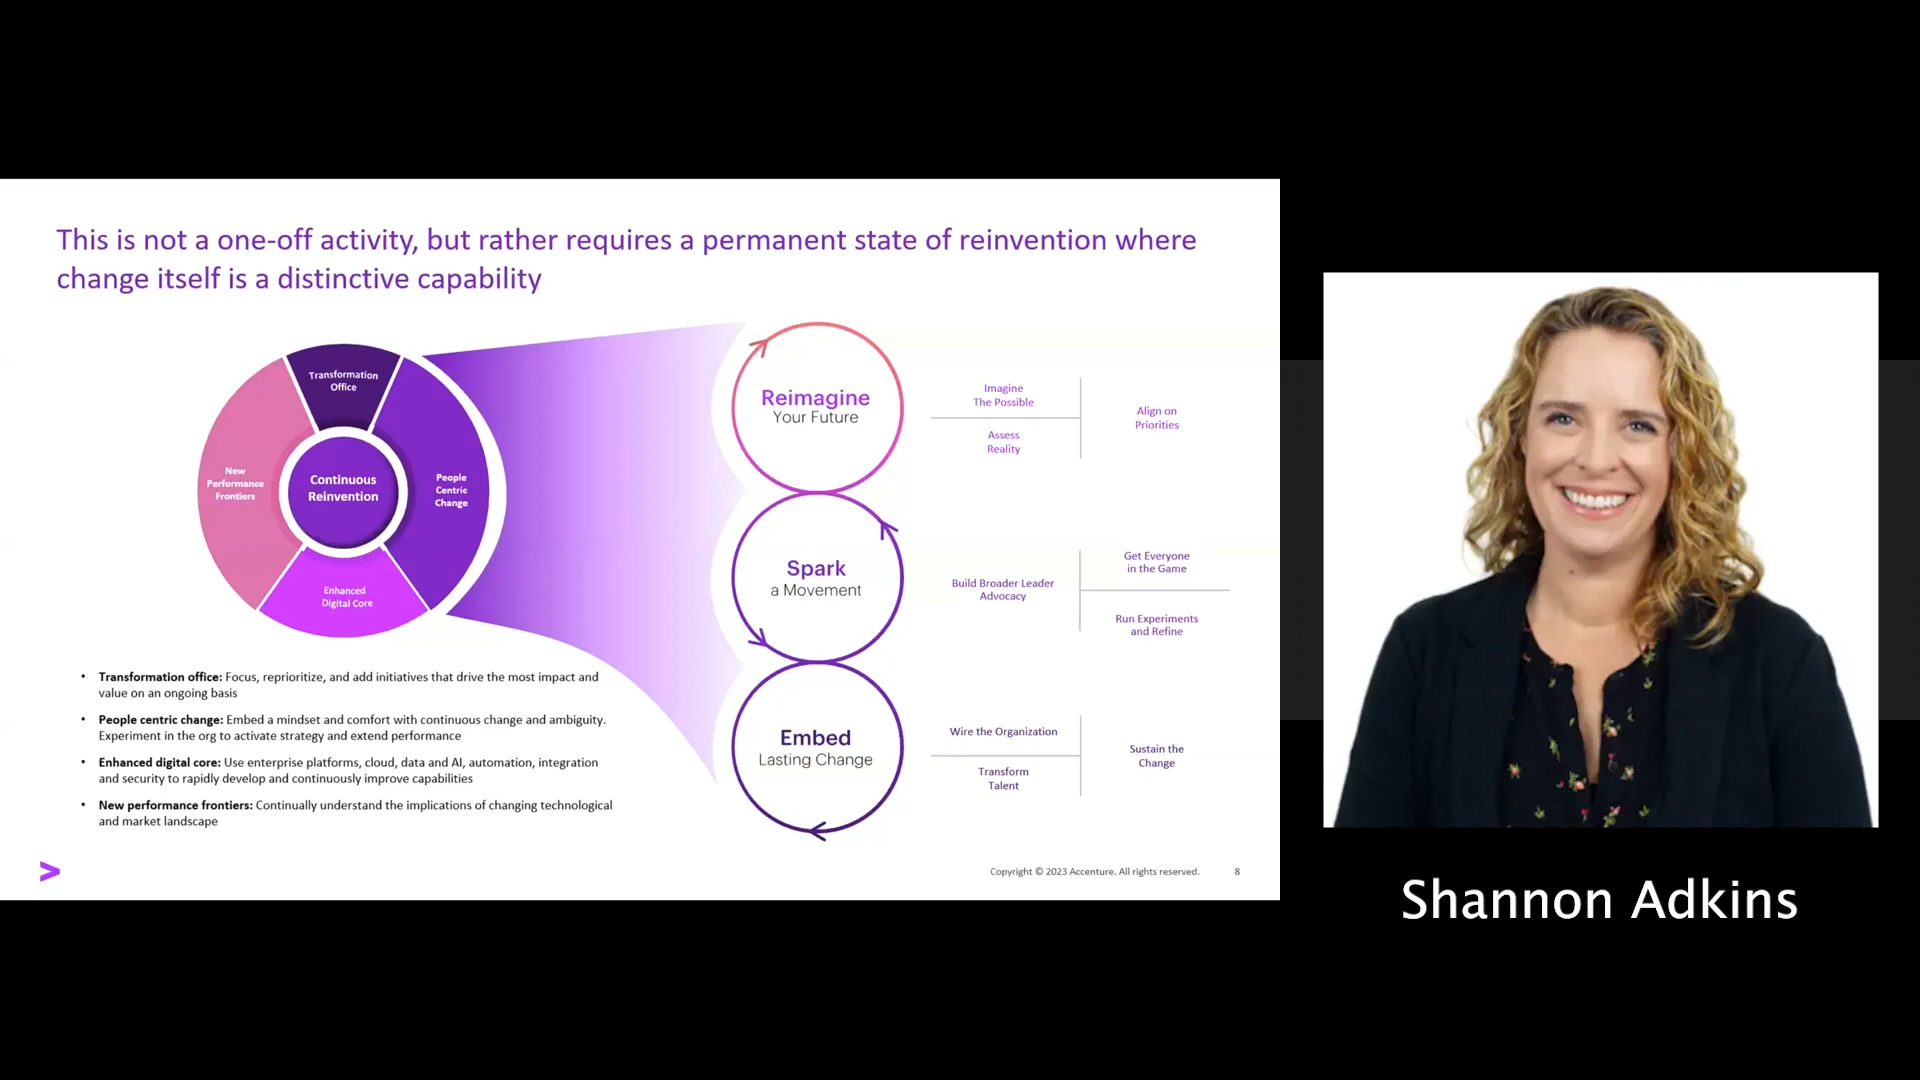 This is not a one-off activity, but rather requires a permanent state of reinvention where
change itself is a distinctive capability
Transformation
Office
New
Performance
Frontiers
Continuous
Reinvention
People
Centric
Change
Enhanced
Digital Core
• Transformation office: Focus, reprioritize, and add initiatives that drive the most impact and
value on an ongoing basis
• People centric change: Embed a mindset and comfort with continuous change and ambiguity.
Experiment in the org to activate strategy and extend performance
• Enhanced digital core: Use enterprise platforms, cloud, data and AI, automation, integration
and security to rapidly develop and continuously improve capabilities
• New performance frontiers: Continually understand the implications of changing technological
and market landscape
Reimagine
Your Future
Imagine
The Possible
Assess
Reality
Align on
Priorities
Spark
a Movement
Build Broader Leader
Advocacy
Get Everyone
in the Game
Run Experiments
and Refine
Embed
Lasting Change
Wire the Organization
Transform
Talent
Sustain the
Change
Copyright © 2023 Accenture. All rights reserved.
8
Shannon Adkins